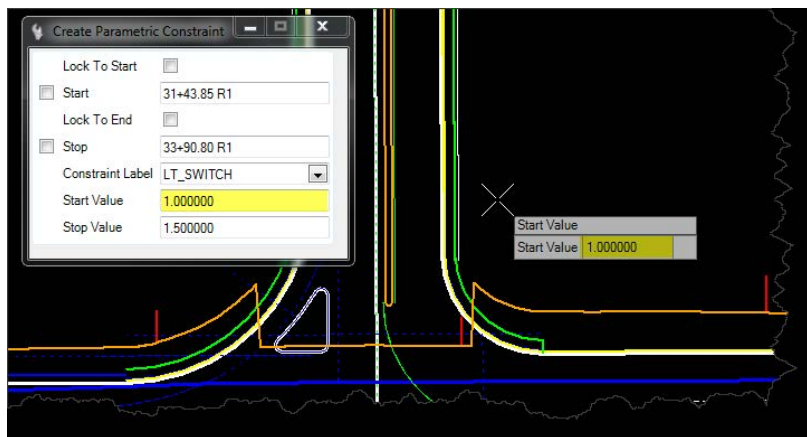 Create Parametric Constraint
Lock To Start
Start 31+43.85 R1
Lock To End
Stop 33+90.80 R1
Constraint Label LT_SWITCH
Start Value 1.000000
Stop Value 1.500000
Start Value
Start Value 1.000000